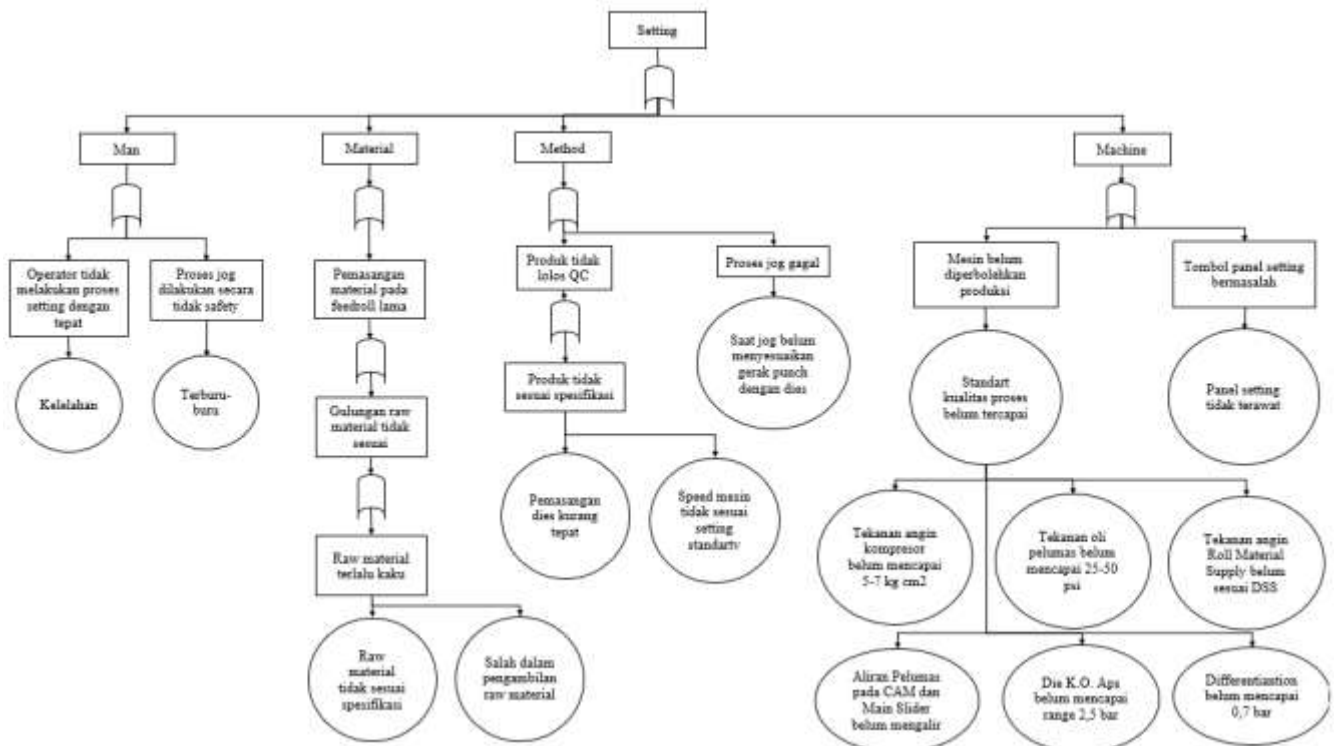 Setting
Man
Material
Method
Machine
Operator tidak
melakukan proses
setting dengan
tepat
Proses jog
dilakukan secara
tidak safety
Pemasangan
material pada
feedroll lama
Produk tidak
lolos QC
Proses jog gagal
Mesin belum
diperbolehkan
produksi
Tombol panel setting
bermasalah
Kelelahan
Terburu-
buru
Gulungan raw
material tidak
sesuai
Produk tidak
sesuai spesifikasi
Saat jog belum
menyesuaikan
gerak punch
dengan dies
Standart
kualitas proses
belum tercapai
Panel setting
tidak terawat
Raw material
terlalu kaku
Pemasangan
dies kurang
tepat
Speed mesin
tidak sesuai
setting
standartv
Tekanan angin
kompresor
belum mencapai
5-7 kg cm2
Tekanan oli
pelumas belum
mencapai 25-50
psi
Tekanan angin
Roll Material
Supply belum
sesuai DSS
Raw
material
tidak sesuai
spesifikasi
Salah dalam
pengambilan
raw material
Aliran Pelumas
pada CAM dan
Main Slider
belum mengalir
Die K.O. Aps
belum mencapai
range 2,5 bar
Differentiastion
belum mencapai
0,7 bar